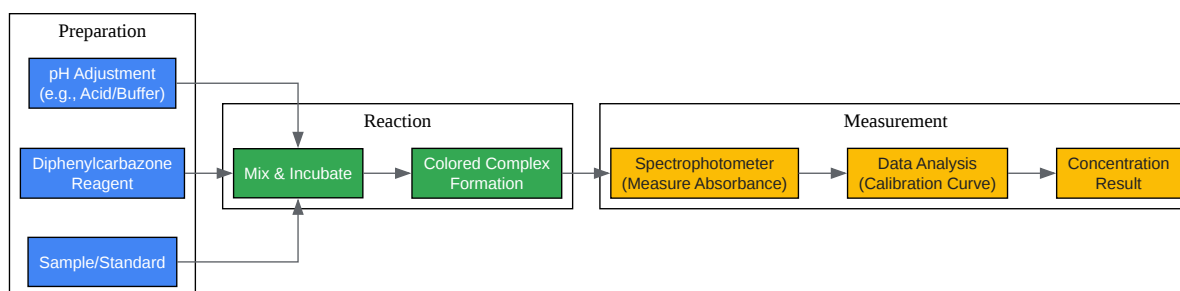 Preparation
pH Adjustment
(e.g., Acid/Buffer)
Diphenylcarbazone
Reagent
Sample/Standard
Reaction
Mix & Incubate
Colored Complex
Formation
Measurement
Spectrophotometer
(Measure Absorbance)
Data Analysis
(Calibration Curve)
Concentration
Result